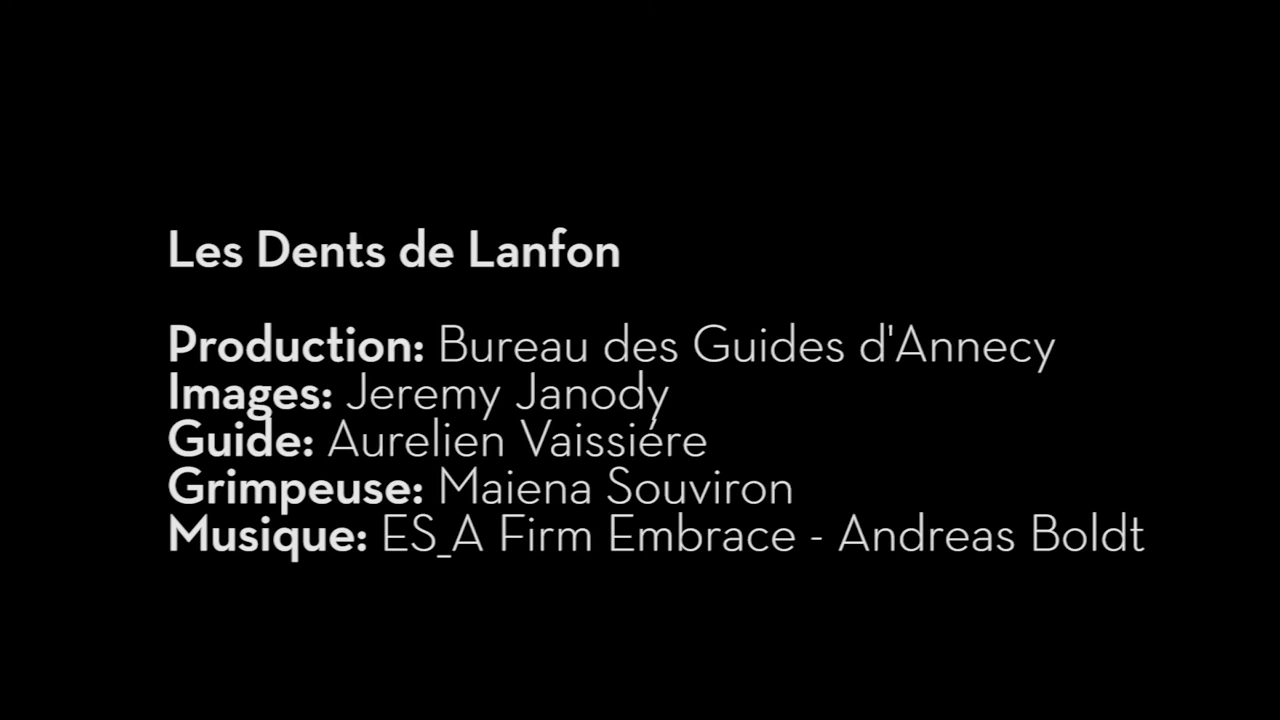 Les Dents de Lanfon
Production: Bureau des Guides d'Annecy
Images: Jeremy Janody
Guide: Aurelien Vaissiére
Grimpeuse: Maiena Souviron
Musique: ES_A Firm Embrace - Andreas Boldt